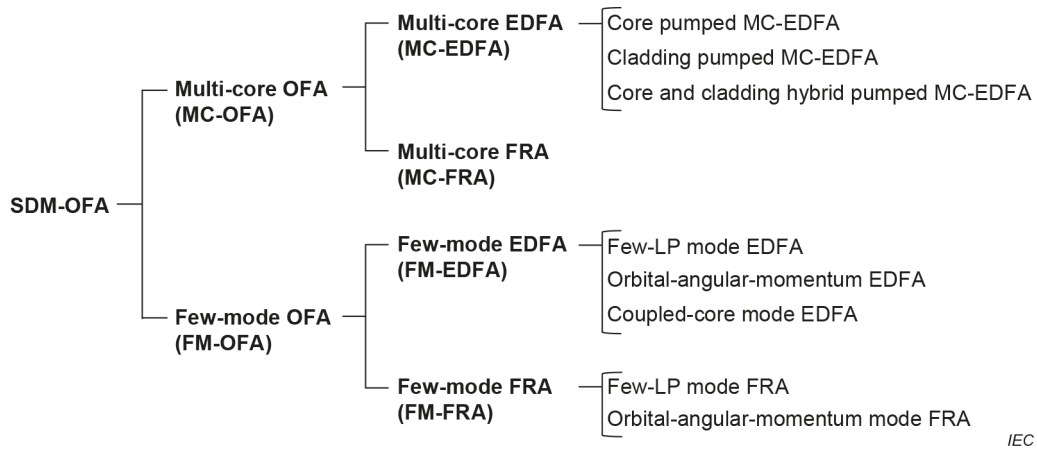 SDM-OFA
Multi-core OFA
(MC-OFA)
Multi-core EDFA
(MC-EDFA)
Core pumped MC-EDFA
Cladding pumped MC-EDFA
Core and cladding hybrid pumped MC-EDFA
Multi-core FRA
(MC-FRA)
Few-mode OFA
(FM-OFA)
Few-mode EDFA
(FM-EDFA)
Few-LP mode EDFA
Orbital-angular-momentum EDFA
Coupled-core mode EDFA
Few-mode FRA
(FM-FRA)
Few-LP mode FRA
Orbital-angular-momentum mode FRA
IEC